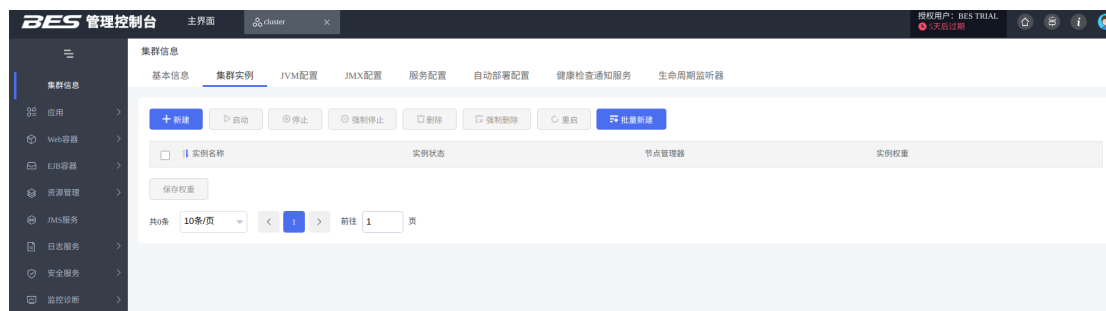 BES 管理控制台 主界面 cluster × 授权用户：BES TRIAL
5天后过期
集群信息
基本信息 集群实例 JVM配置 JMX配置 服务配置 自动部署配置 健康检查通知服务 生命周期监听器
集群信息
应用
Web容器
EJB容器
资源管理
JMS服务
日志服务
安全服务
监控诊断
新建 启动 停止 强制停止 删除 强制删除 重启 批量新建
实例名称 实例状态 节点管理器 实例权重
保存权重
共0条 10条/页 1 前往 1 页